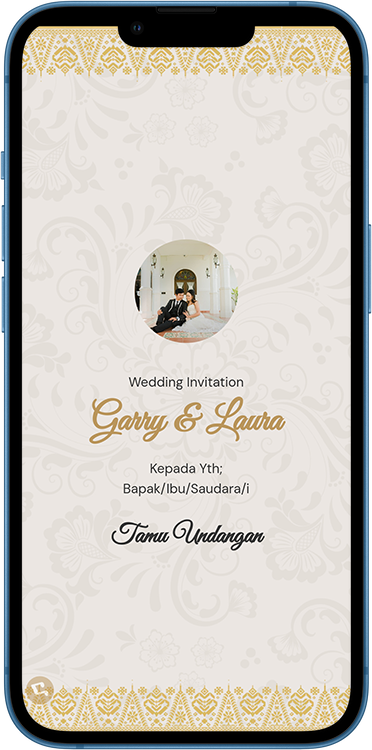 Wedding Invitation
Garry & Laura
Kepada Yth;
Bapak/Ibu/Saudara/i
Tamu Undangan